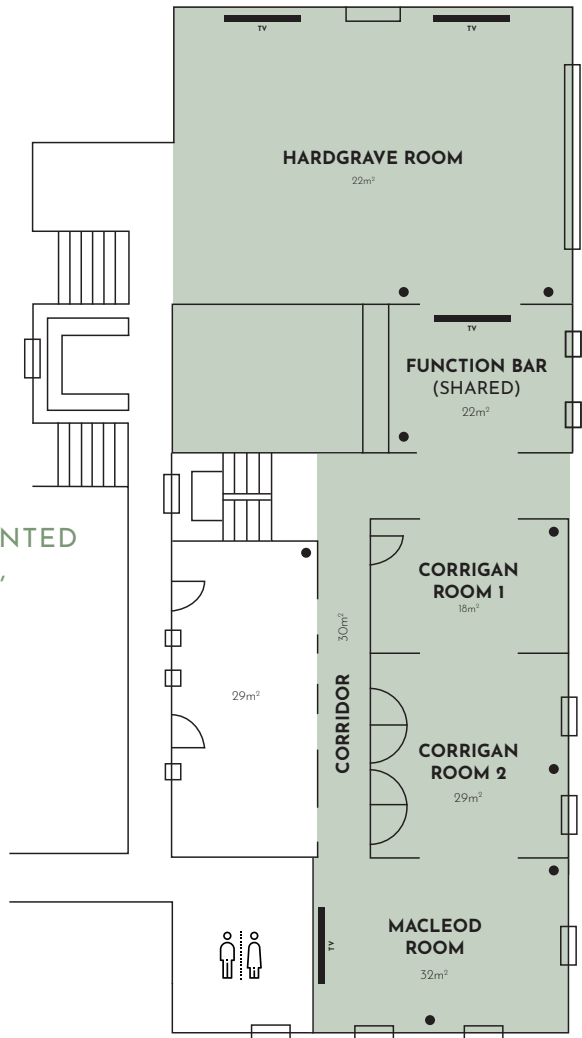 TV
TV
HARDGRAVE ROOM
22m²
TV
FUNCTION BAR
(SHARED)
22m²
NTED
,
CORRIGAN
ROOM 1
18m²
30m²
CORRIDOR
29m²
CORRIGAN
ROOM 2
29m²
MACLEOD
ROOM
TV
32m²